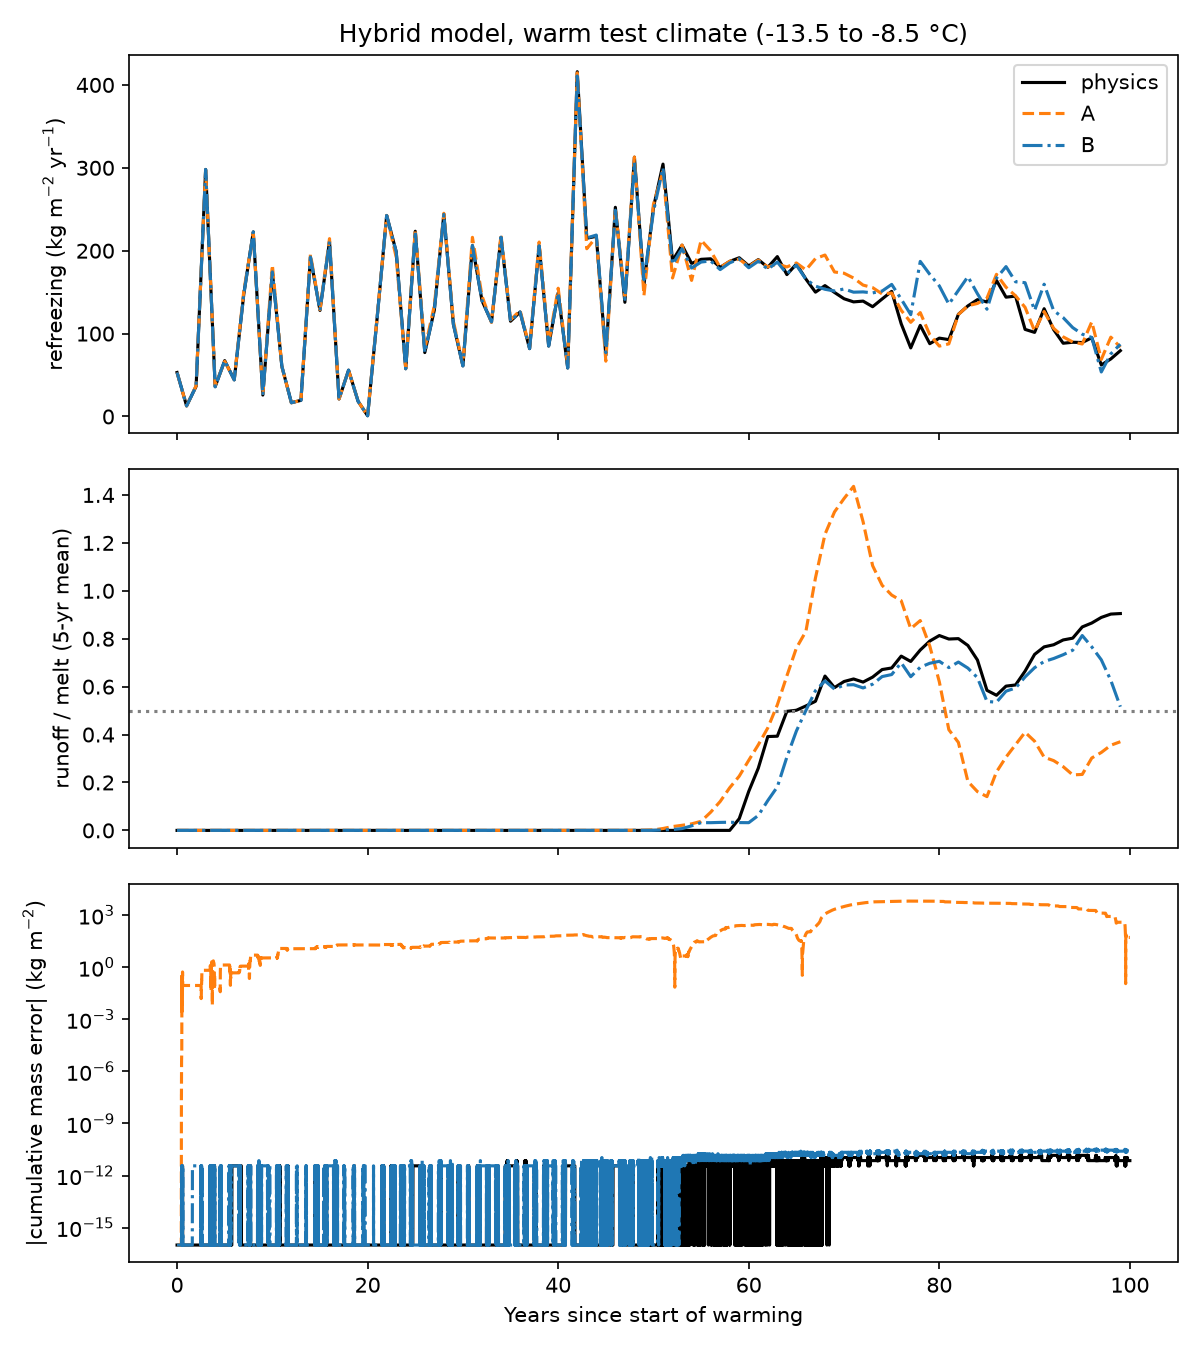 Hybrid model, warm test climate (-13.5 to -8.5 °C)
refreezing (kg m⁻² yr⁻¹)
400
300
200
100
0
physics
A
B
runoff / melt (5-yr mean)
1.4
1.2
1.0
0.8
0.6
0.4
0.2
0.0
|cumulative mass error| (kg m⁻²)
10³
10⁰
10⁻³
10⁻⁶
10⁻⁹
10⁻¹²
10⁻¹⁵
0 20 40 60 80 100
Years since start of warming